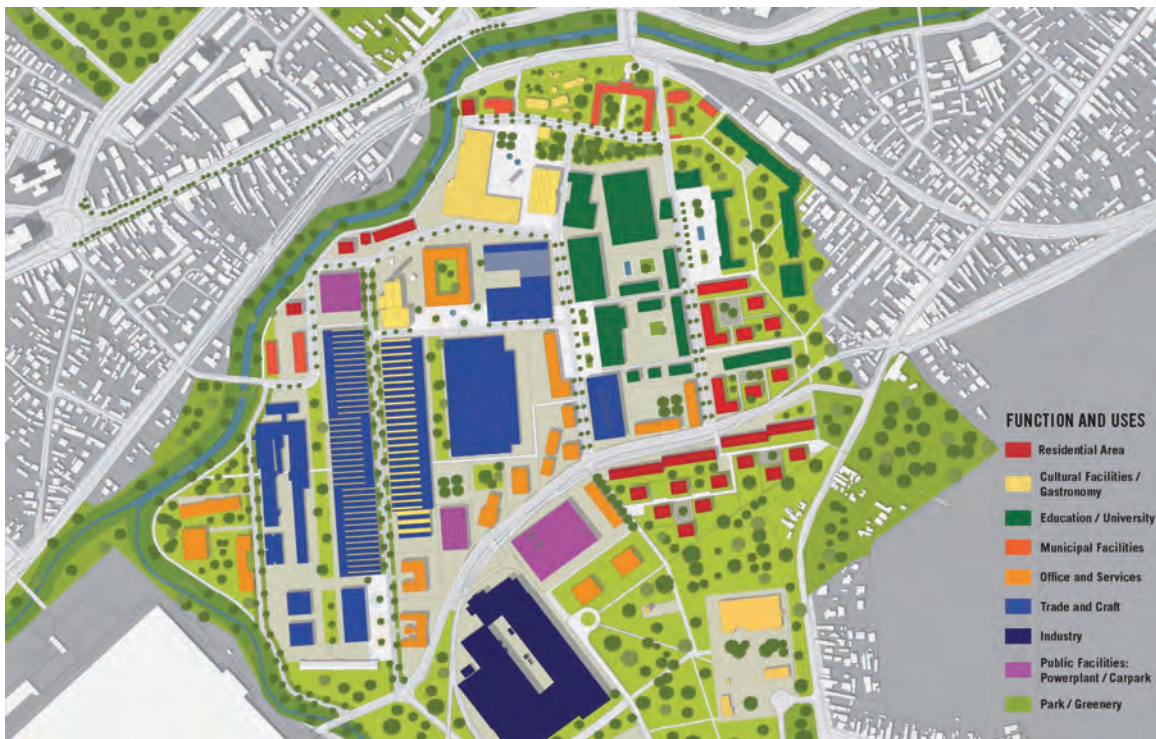 FUNCTION AND USES
Residential Area
Cultural Facilities /
Gastronomy
Education / University
Municipal Facilities
Office and Services
Trade and Craft
Industry
Public Facilities:
Powerplant / Carpark
Park / Greenery